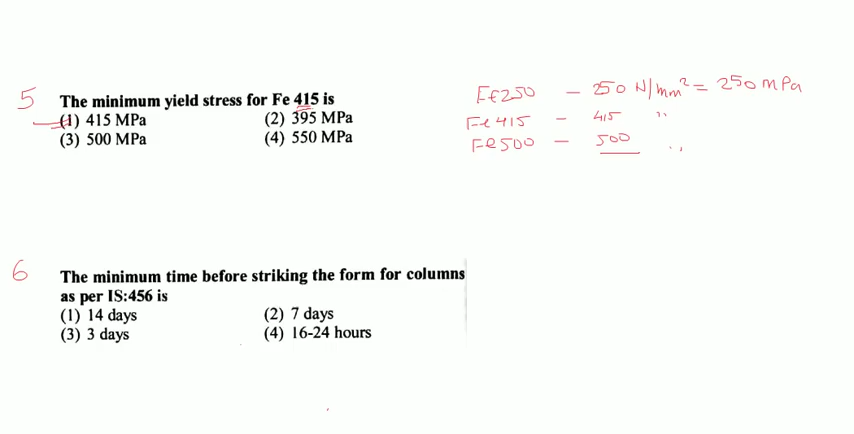 5 The minimum yield stress for Fe 415 is
(1) 415 MPa (2) 395 MPa
(3) 500 MPa (4) 550 MPa
Fe250 - 250 N/mm² = 250 MPa
Fe 415 - 415 "
Fe500 - 500 "
6 The minimum time before striking the form for columns
as per IS:456 is
(1) 14 days (2) 7 days
(3) 3 days (4) 16-24 hours